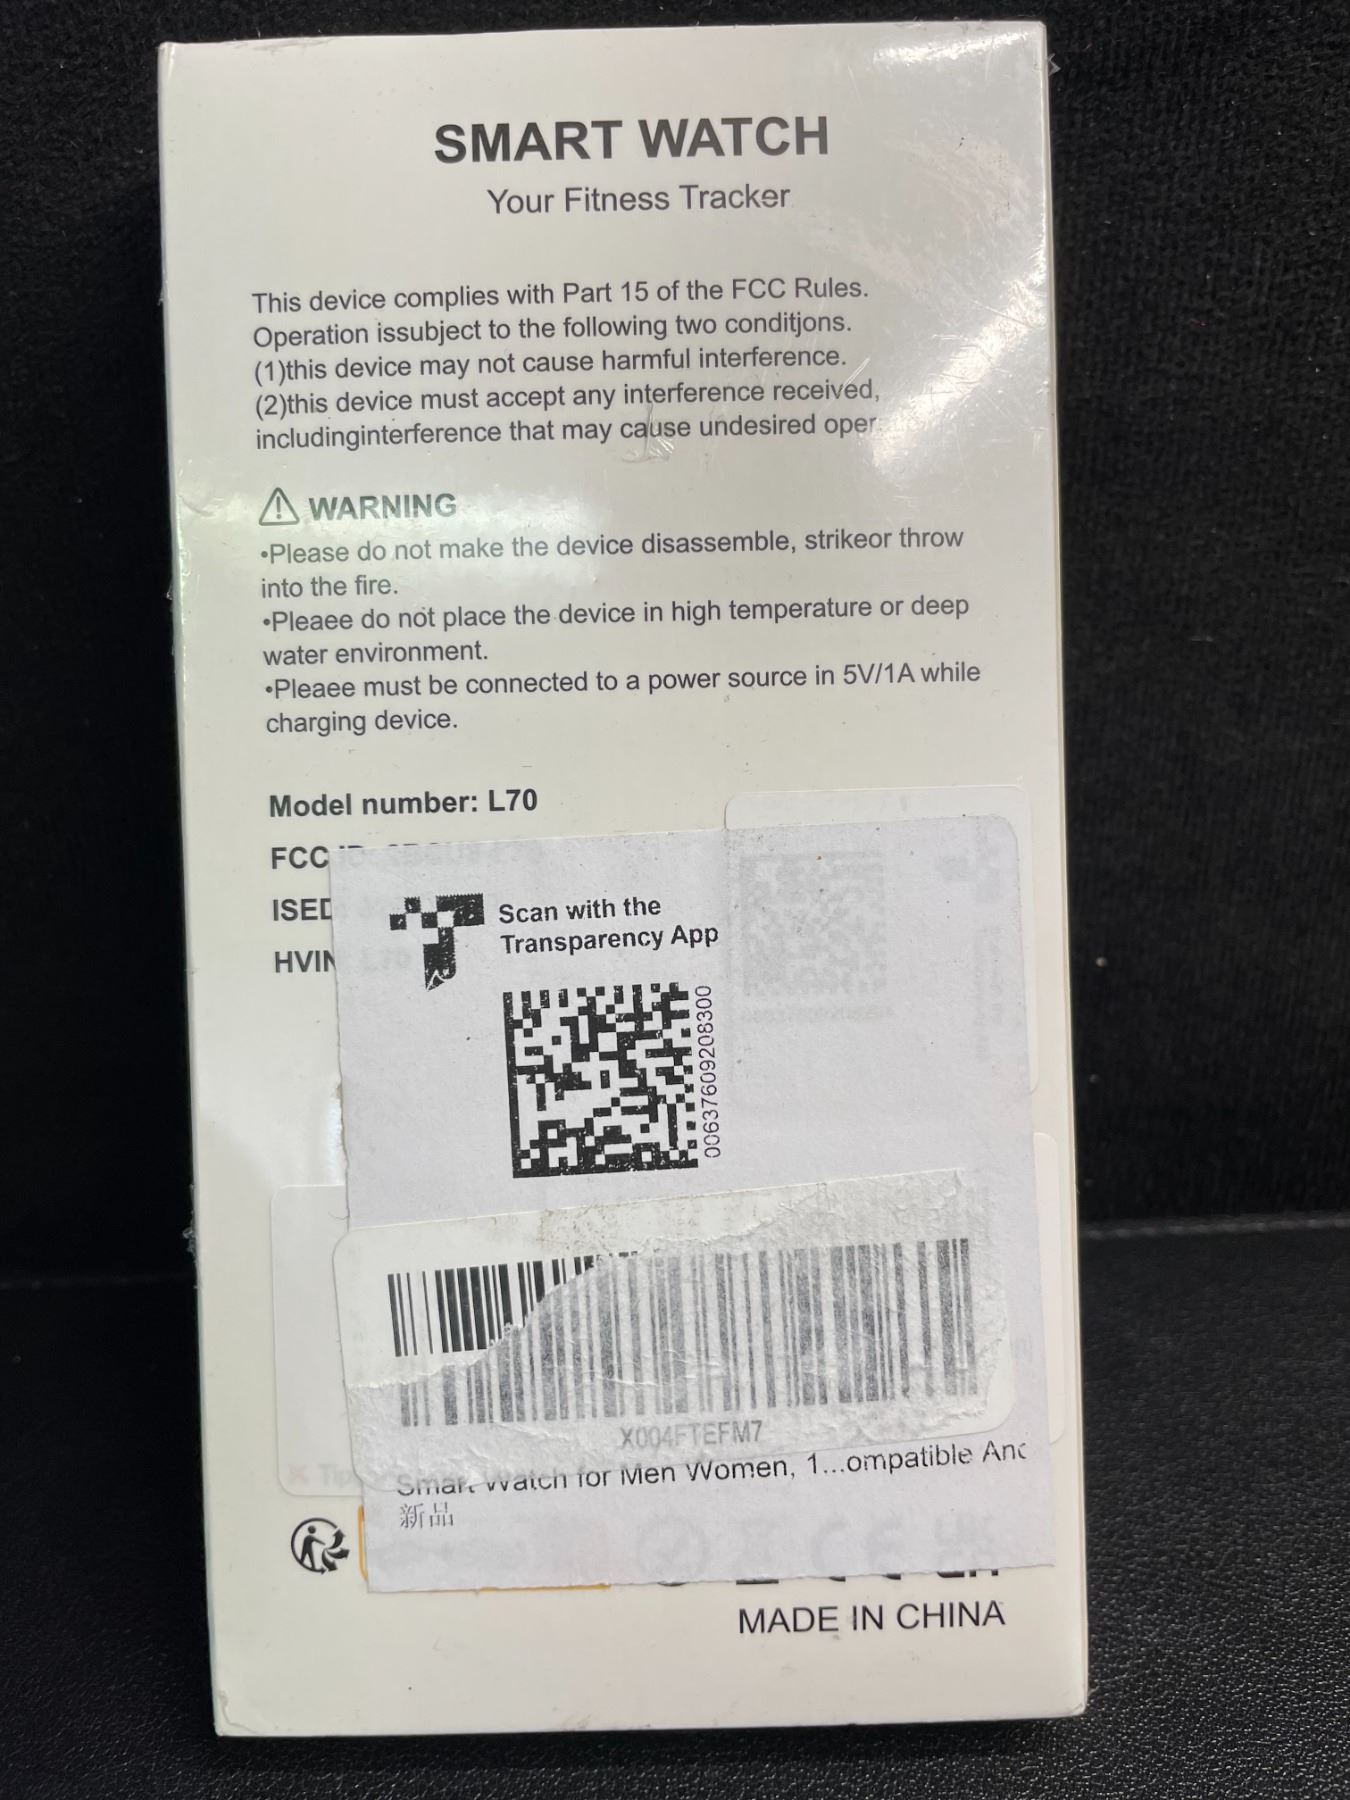 SMART WATCH
Your Fitness Tracker
This device complies with Part 15 of the FCC Rules.
Operation issubject to the following two conditjons.
(1)this device may not cause harmful interference.
(2)this device must accept any interference received,
includinginterference that may cause undesired
WARNING
•Please do not make the device disassemble, strikeor throw
into the fire.
•Pleaee do not place the device in high temperature or deep
water environment.
•Pleaee must be connected to a power source in 5V/1A while
charging device.
Model number: L70
FCC
ISED
HVIN L70
Scan with the
Transparency App
00637609208300
X004FTEFM7
Smart Watch for Men Women, 1...ompatible And
新品
MADE IN CHINA